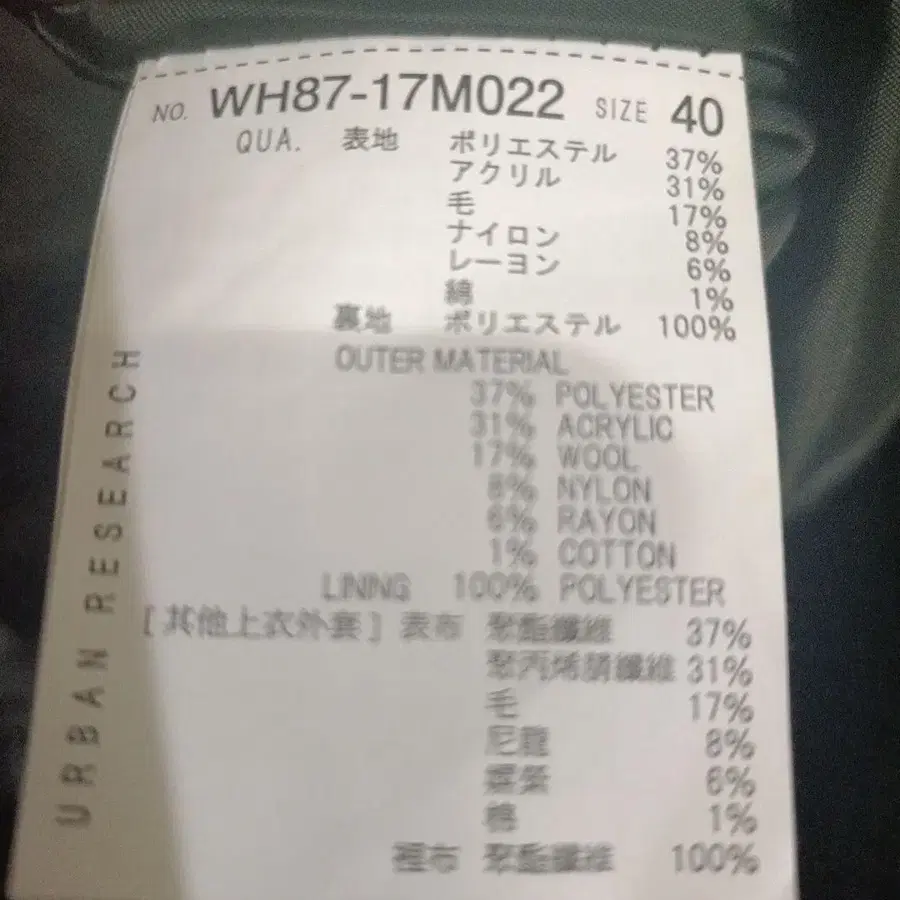 NO. WH87-17M022 SIZE 40
QUA. 表地 ポリエステル 37%
アクリル 31%
毛 17%
ナイロン 8%
レーヨン 6%
綿 1%
裏地 ポリエステル 100%
OUTER MATERIAL
37% POLYESTER
31% ACRYLIC
17% WOOL
8% NYLON
6% RAYON
1% COTTON
LINING 100% POLYESTER
[其他上衣外套] 表布 聚酯纖維 37%
聚丙烯腈纖維 31%
毛 17%
尼龍 8%
嫘縈 6%
棉 1%
裡布 聚酯纖維 100%
URBAN RESEARCH